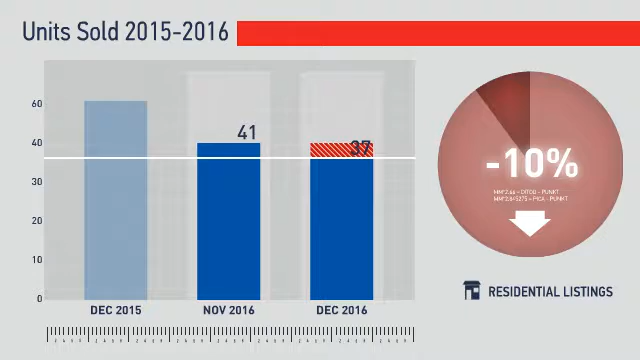 Units Sold 2015-2016
60
40
30
20
10
0
41
37
DEC 2015
NOV 2016
DEC 2016
-10%
RESIDENTIAL LISTINGS